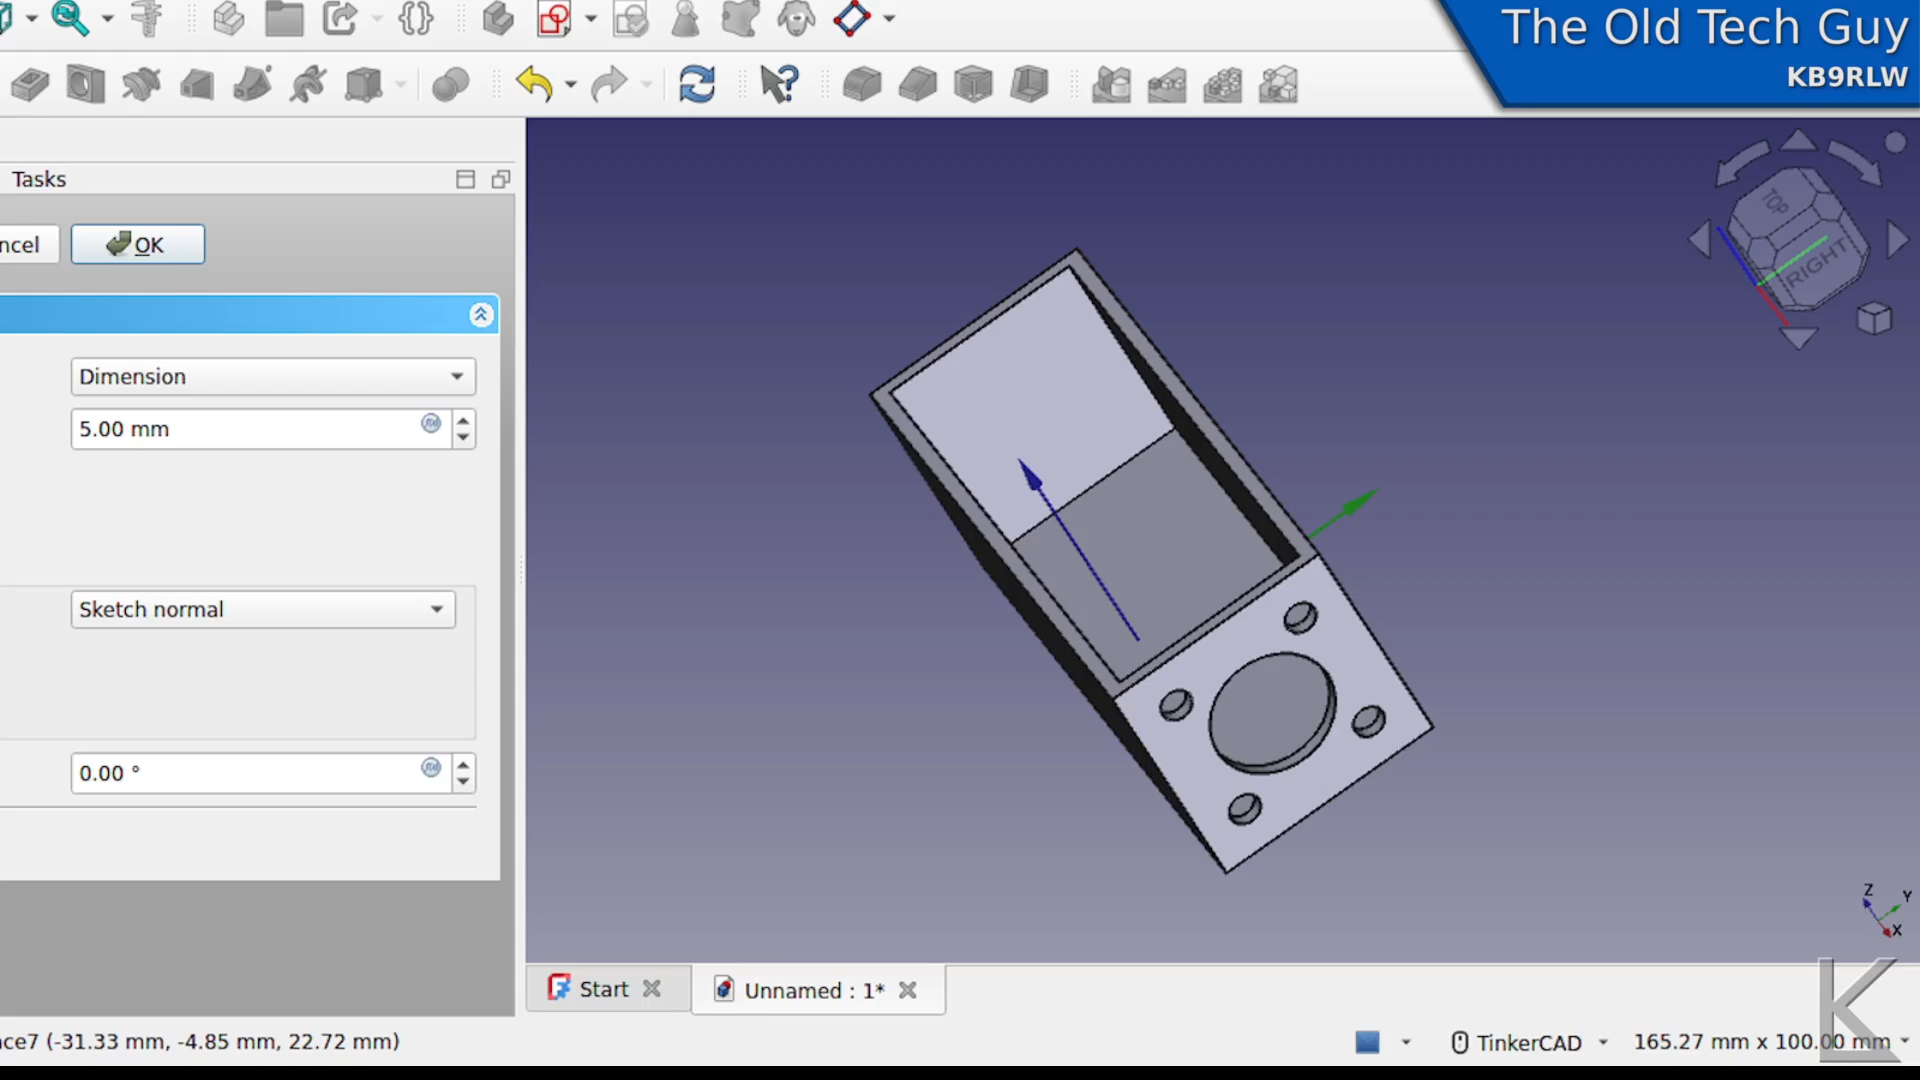 The Old Tech Guy
KB9RLW
Tasks
ncel
OK
Dimension
5.00 mm
Sketch normal
0.00 °
TOP
RIGHT
Z
Y
X
Start
Unnamed : 1*
ace7 (-31.33 mm, -4.85 mm, 22.72 mm)
TinkerCAD
165.27 mm x 100.00 mm
K